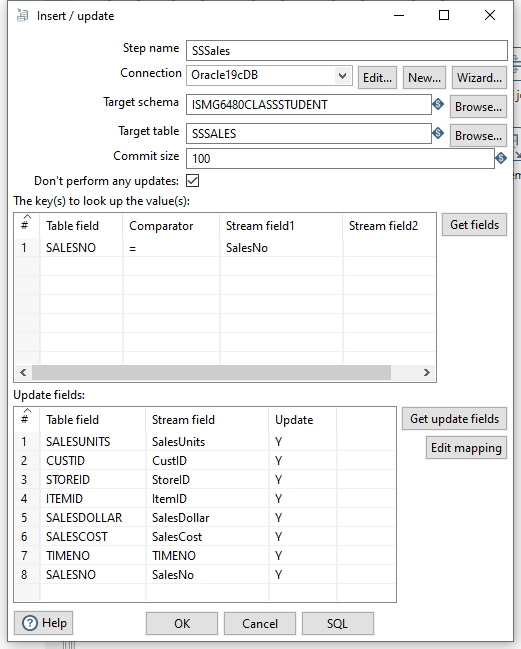 Insert / update
Step name SSSales
Connection Oracle19cDB Edit... New... Wizard...
Target schema ISMG6480CLASSSTUDENT Browse...
Target table SSSALES Browse...
Commit size 100
Don't perform any updates:
The key(s) to look up the value(s):
# Table field Comparator Stream field1 Stream field2 Get fields
1 SALESNO = SalesNo
Update fields:
# Table field Stream field Update Get update fields
1 SALESUNITS SalesUnits Y Edit mapping
2 CUSTID CustID Y
3 STOREID StoreID Y
4 ITEMID ItemID Y
5 SALESDOLLAR SalesDollar Y
6 SALESCOST SalesCost Y
7 TIMENO TIMENO Y
8 SALESNO SalesNo Y
Help OK Cancel SQL